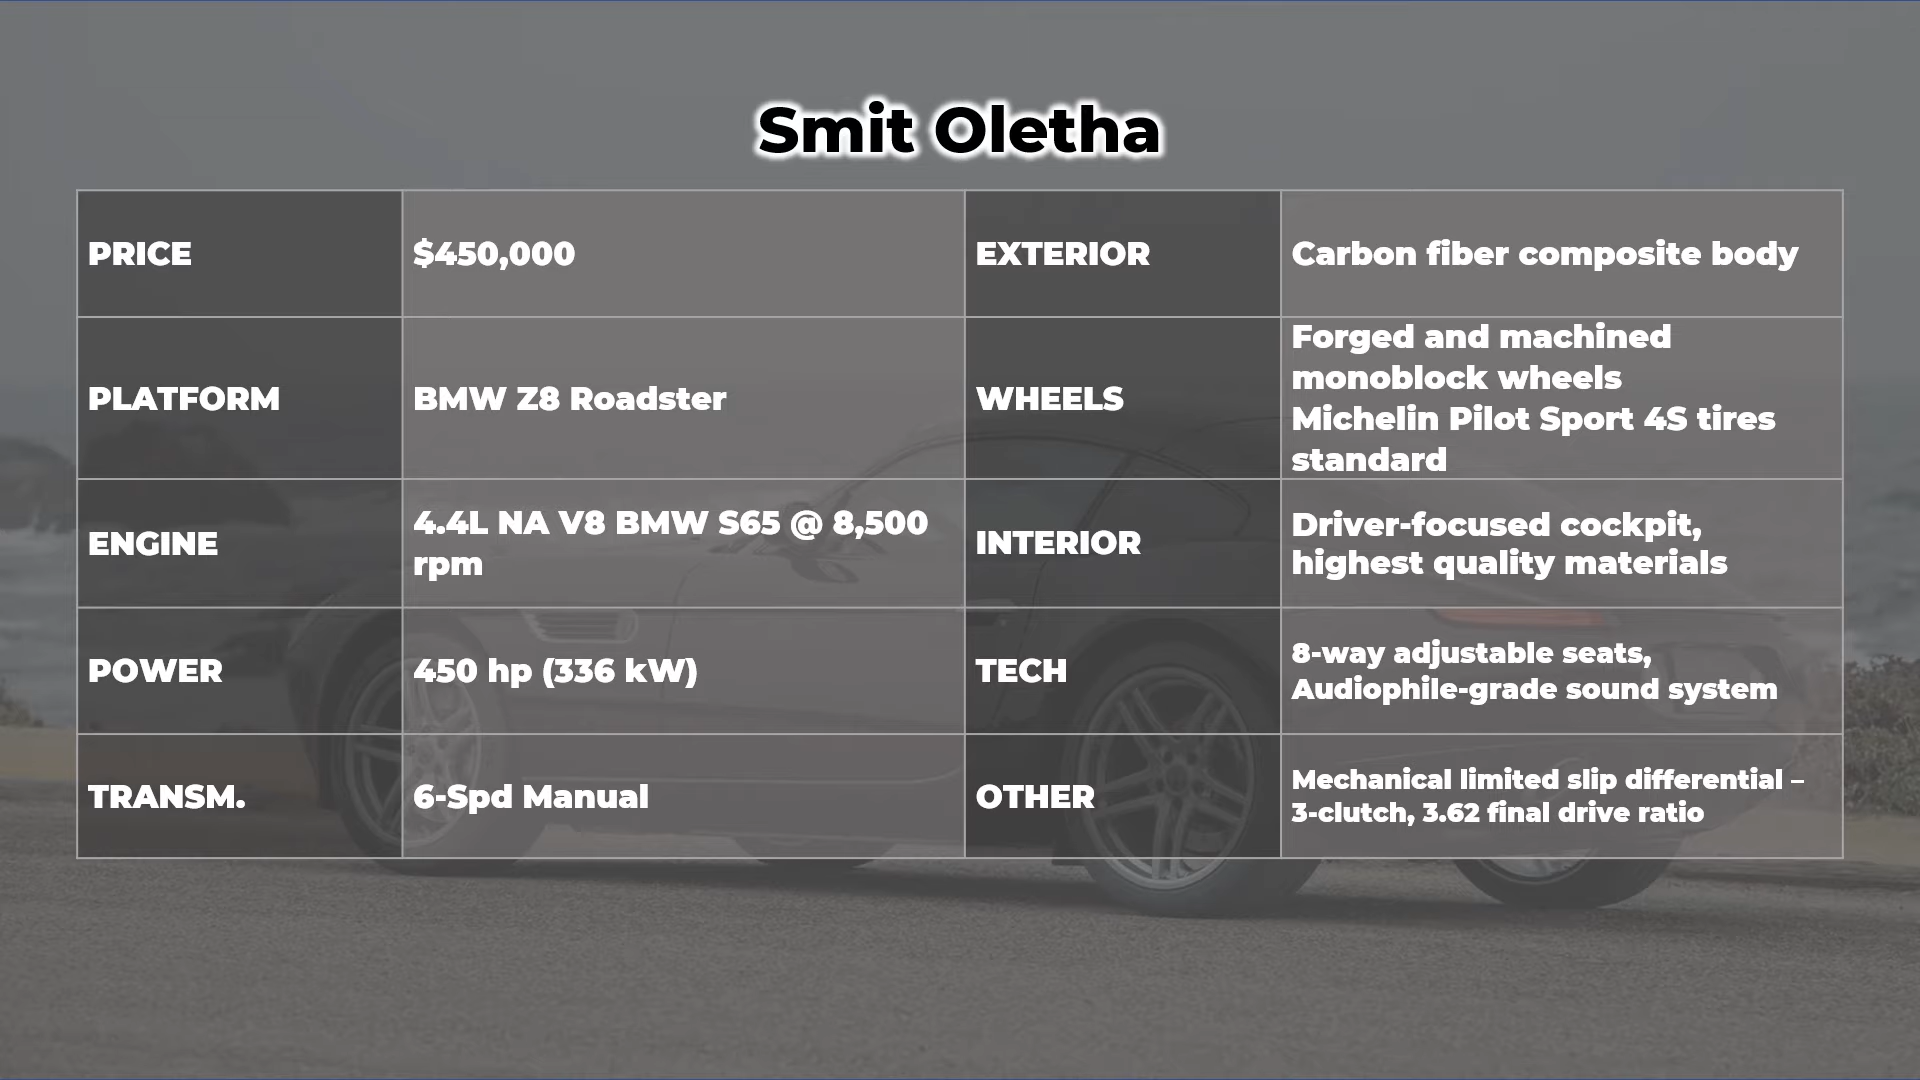 Smit Oletha
PRICE
$450,000
EXTERIOR
Carbon fiber composite body
PLATFORM
BMW Z8 Roadster
WHEELS
Forged and machined
monoblock wheels
Michelin Pilot Sport 4S tires
standard
ENGINE
4.4L NA V8 BMW S65 @ 8,500
rpm
INTERIOR
Driver-focused cockpit,
highest quality materials
POWER
450 hp (336 kW)
TECH
8-way adjustable seats,
Audiophile-grade sound system
TRANSM.
6-Spd Manual
OTHER
Mechanical limited slip differential –
3-clutch, 3.62 final drive ratio